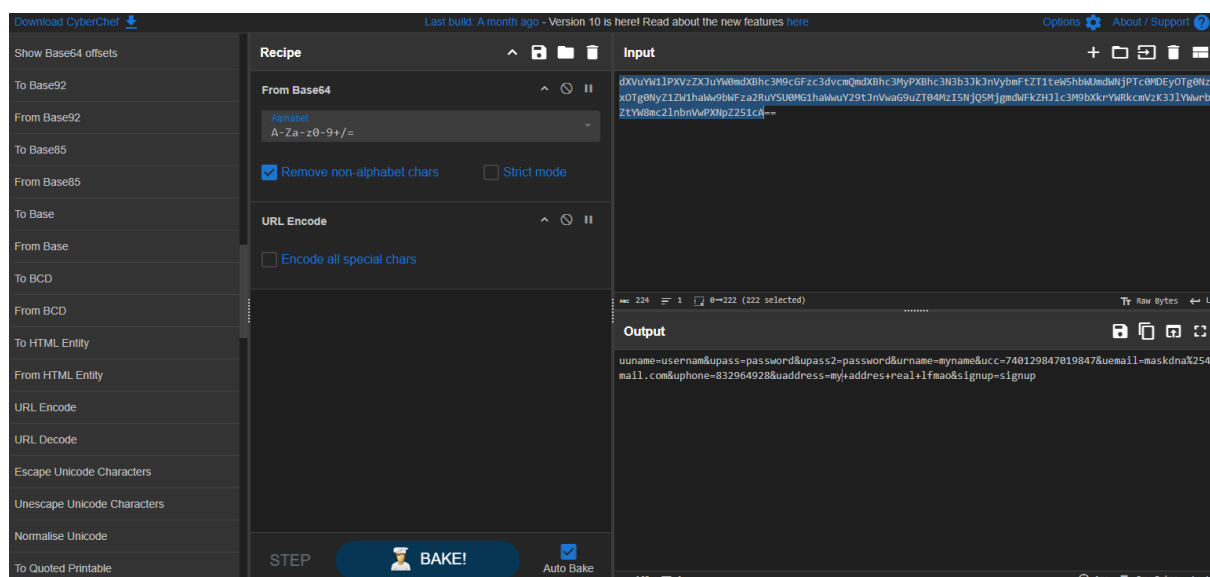 Download CyberChef
Last build: A month ago - Version 10 is here! Read about the new features here
Options
About / Support
Show Base64 offsets
To Base92
From Base92
To Base85
From Base85
To Base
From Base
To BCD
From BCD
To HTML Entity
From HTML Entity
URL Encode
URL Decode
Escape Unicode Characters
Unescape Unicode Characters
Normalise Unicode
To Quoted Printable
Recipe
From Base64
Alphabet
A-Za-z0-9+/=
Remove non-alphabet chars
Strict mode
URL Encode
Encode all special chars
STEP
BAKE!
Auto Bake
Input
dXVuYW1lPXVzZXJuYW0mdXBhc3M9cGFzc3dvcmQmdXBhc3MyPXBhc3N3b3JkJnVybmFtZT1teW5hbWUmdWNjPTc0MDEyOTg0Nz
xOTg0NyZ1ZW1haWw9bWFza2RuYSU0MG1haWwuY29tJnVwaG9uZT04MzI5NjQ5MjgmdWFkZHJlc3M9bXkrYWRkcmVzK3JlYWwrb
ZtYW8mc2lnbnVwPXNpZ251cA==
224
1
0→222 (222 selected)
Raw Bytes
Output
uuname=usernam&upass=password&upass2=password&urname=myname&ucc=740129847019847&uemail=maskdna%254
mail.com&uphone=832964928&uaddress=my+addres+real+lfmao&signup=signup